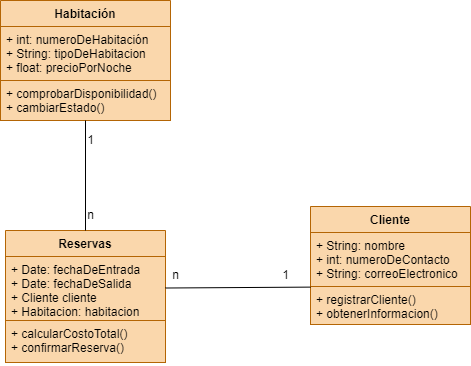 Habitación
+ int: numeroDeHabitación
+ String: tipoDeHabitacion
+ float: precioPorNoche
+ comprobarDisponibilidad()
+ cambiarEstado()
1
n
Reservas
+ Date: fechaDeEntrada
+ Date: fechaDeSalida
+ Cliente cliente
+ Habitacion: habitacion
+ calcularCostoTotal()
+ confirmarReserva()
n
1
Cliente
+ String: nombre
+ int: numeroDeContacto
+ String: correoElectronico
+ registrarCliente()
+ obtenerInformacion()